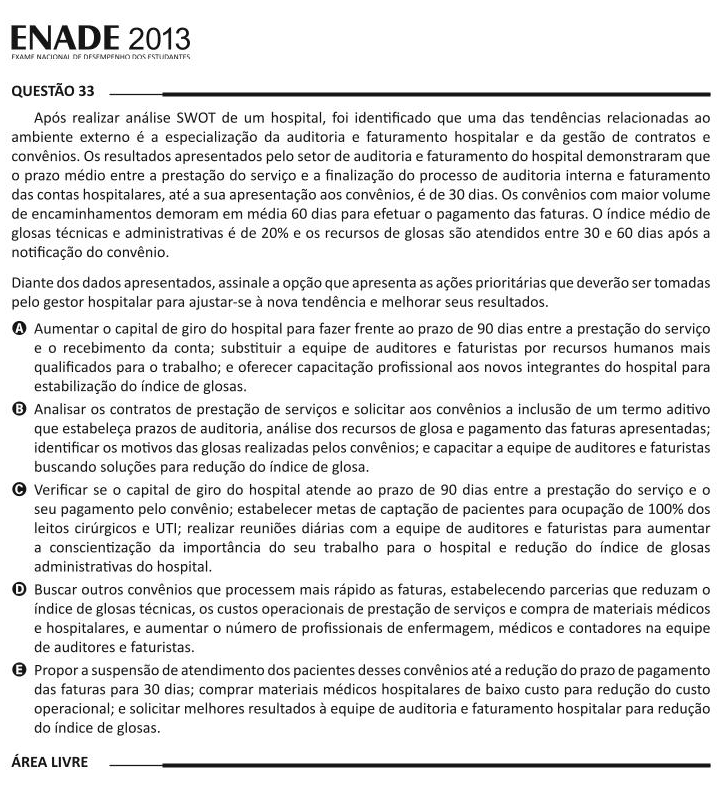 ENADE 2013
EXAME NACIONAL DE DESEMPENHO DOS ESTUDANTES
QUESTÃO 33
Após realizar análise SWOT de um hospital, foi identificado que uma das tendências relacionadas ao
ambiente externo é a especialização da auditoria e faturamento hospitalar e da gestão de contratos e
convênios. Os resultados apresentados pelo setor de auditoria e faturamento do hospital demonstraram que
o prazo médio entre a prestação do serviço e a finalização do processo de auditoria interna e faturamento
das contas hospitalares, até a sua apresentação aos convênios, é de 30 dias. Os convênios com maior volume
de encaminhamentos demoram em média 60 dias para efetuar o pagamento das faturas. O índice médio de
glosas técnicas e administrativas é de 20% e os recursos de glosas são atendidos entre 30 e 60 dias após a
notificação do convênio.
Diante dos dados apresentados, assinale a opção que apresenta as ações prioritárias que deverão ser tomadas
pelo gestor hospitalar para ajustar-se à nova tendência e melhorar seus resultados.
A Aumentar o capital de giro do hospital para fazer frente ao prazo de 90 dias entre a prestação do serviço
e o recebimento da conta; substituir a equipe de auditores e faturistas por recursos humanos mais
qualificados para o trabalho; e oferecer capacitação profissional aos novos integrantes do hospital para
estabilização do índice de glosas.
B Analisar os contratos de prestação de serviços e solicitar aos convênios a inclusão de um termo aditivo
que estabeleça prazos de auditoria, análise dos recursos de glosa e pagamento das faturas apresentadas;
identificar os motivos das glosas realizadas pelos convênios; e capacitar a equipe de auditores e faturistas
buscando soluções para redução do índice de glosa.
C Verificar se o capital de giro do hospital atende ao prazo de 90 dias entre a prestação do serviço e o
seu pagamento pelo convênio; estabelecer metas de captação de pacientes para ocupação de 100% dos
leitos cirúrgicos e UTI; realizar reuniões diárias com a equipe de auditores e faturistas para aumentar
a conscientização da importância do seu trabalho para o hospital e redução do índice de glosas
administrativas do hospital.
D Buscar outros convênios que processem mais rápido as faturas, estabelecendo parcerias que reduzam o
índice de glosas técnicas, os custos operacionais de prestação de serviços e compra de materiais médicos
e hospitalares, e aumentar o número de profissionais de enfermagem, médicos e contadores na equipe
de auditores e faturistas.
E Propor a suspensão de atendimento dos pacientes desses convênios até a redução do prazo de pagamento
das faturas para 30 dias; comprar materiais médicos hospitalares de baixo custo para redução do custo
operacional; e solicitar melhores resultados à equipe de auditoria e faturamento hospitalar para redução
do índice de glosas.
ÁREA LIVRE